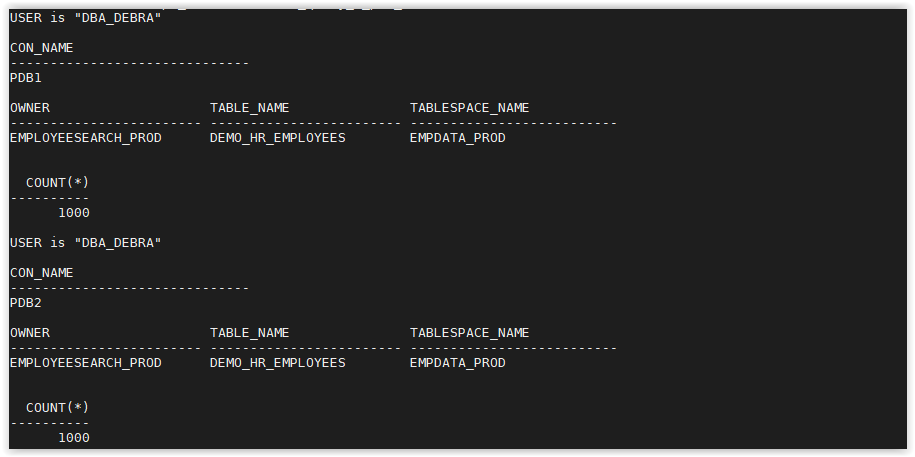 USER is "DBA_DEBRA"
CON_NAME
------------------------------
PDB1
OWNER                    TABLE_NAME               TABLESPACE_NAME
------------------------ ------------------------ --------------------------
EMPLOYEESEARCH_PROD      DEMO_HR_EMPLOYEES        EMPDATA_PROD
  COUNT(*)
----------
      1000
USER is "DBA_DEBRA"
CON_NAME
------------------------------
PDB2
OWNER                    TABLE_NAME               TABLESPACE_NAME
------------------------ ------------------------ --------------------------
EMPLOYEESEARCH_PROD      DEMO_HR_EMPLOYEES        EMPDATA_PROD
  COUNT(*)
----------
      1000